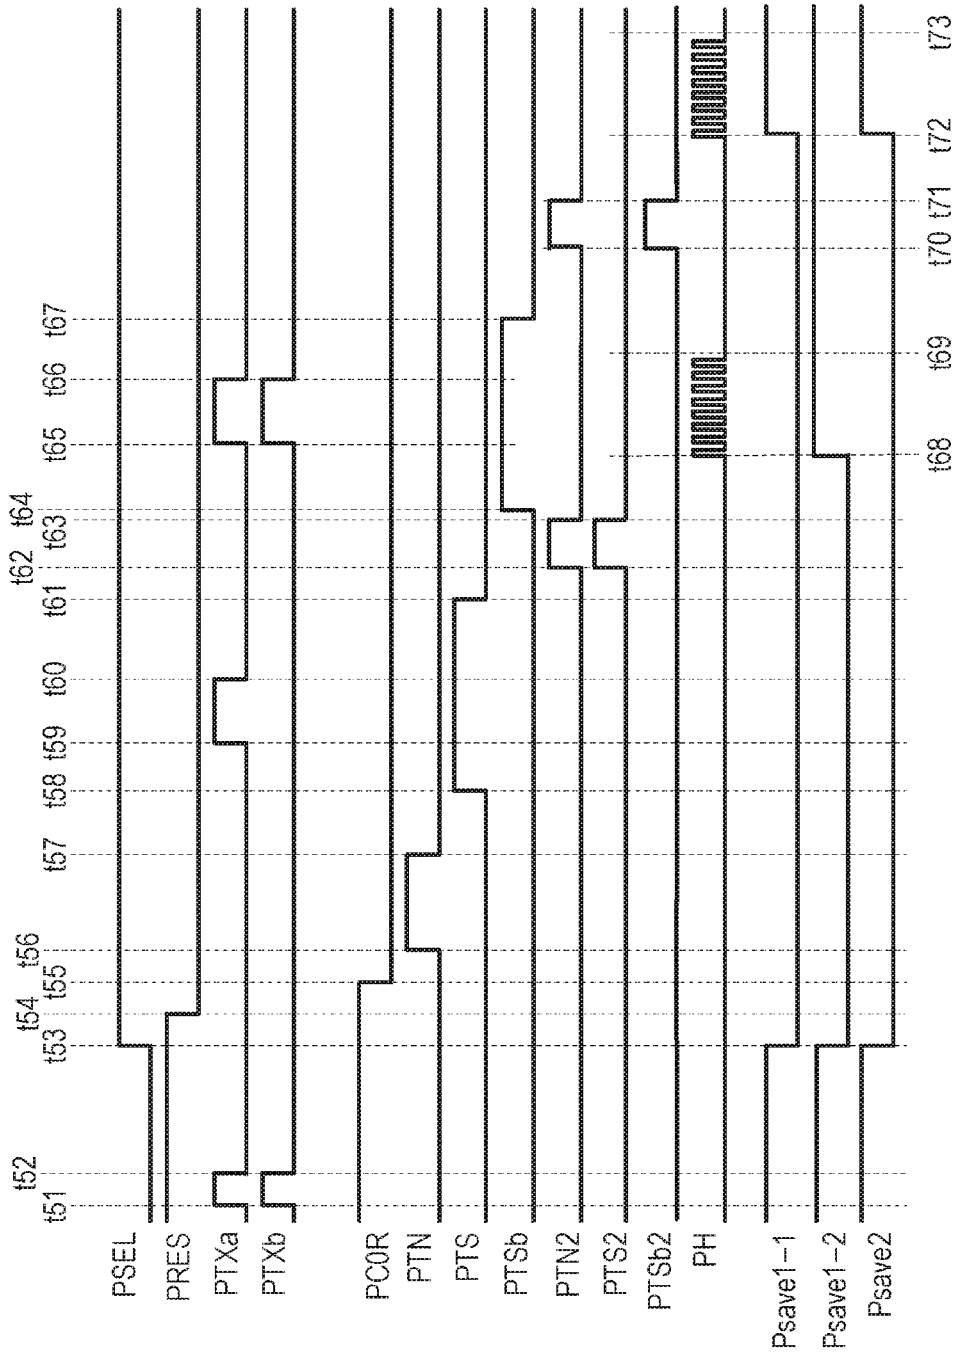 t51
t52
t53
t54
t55
t56
t57
t58
t59
t60
t61
t62
t63
t64
t65
t66
t67
PSEL
PRES
PTXa
PTXb
PC0R
PTN
PTS
PTSb
PTN2
PTS2
PTSb2
PH
Psave1-1
Psave1-2
Psave2
t68
t69
t70
t71
t72
t73